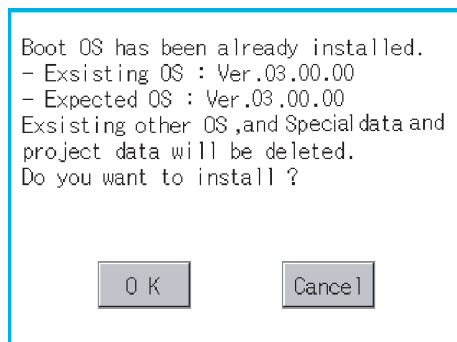 Boot OS has been already installed.
- Exsisting OS : Ver.03.00.00
- Expected OS : Ver.03.00.00
Exsisting other OS ,and Special data and
project data will be deleted.
Do you want to install ?
O K
Cancel